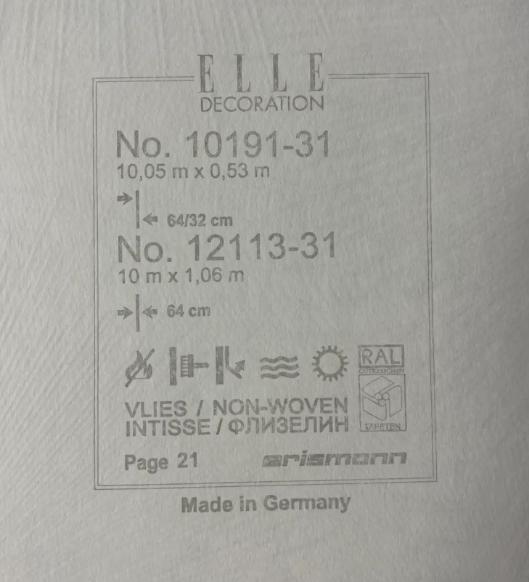 ELLE
DECORATION
No. 10191-31
10,05 m x 0,53 m
64/32 cm
No. 12113-31
10 m x 1,06 m
64 cm
RAL
VLIES / NON-WOVEN
INTISSE / ФЛИЗЕЛИН
TAPETEN
Page 21
erismann
Made in Germany